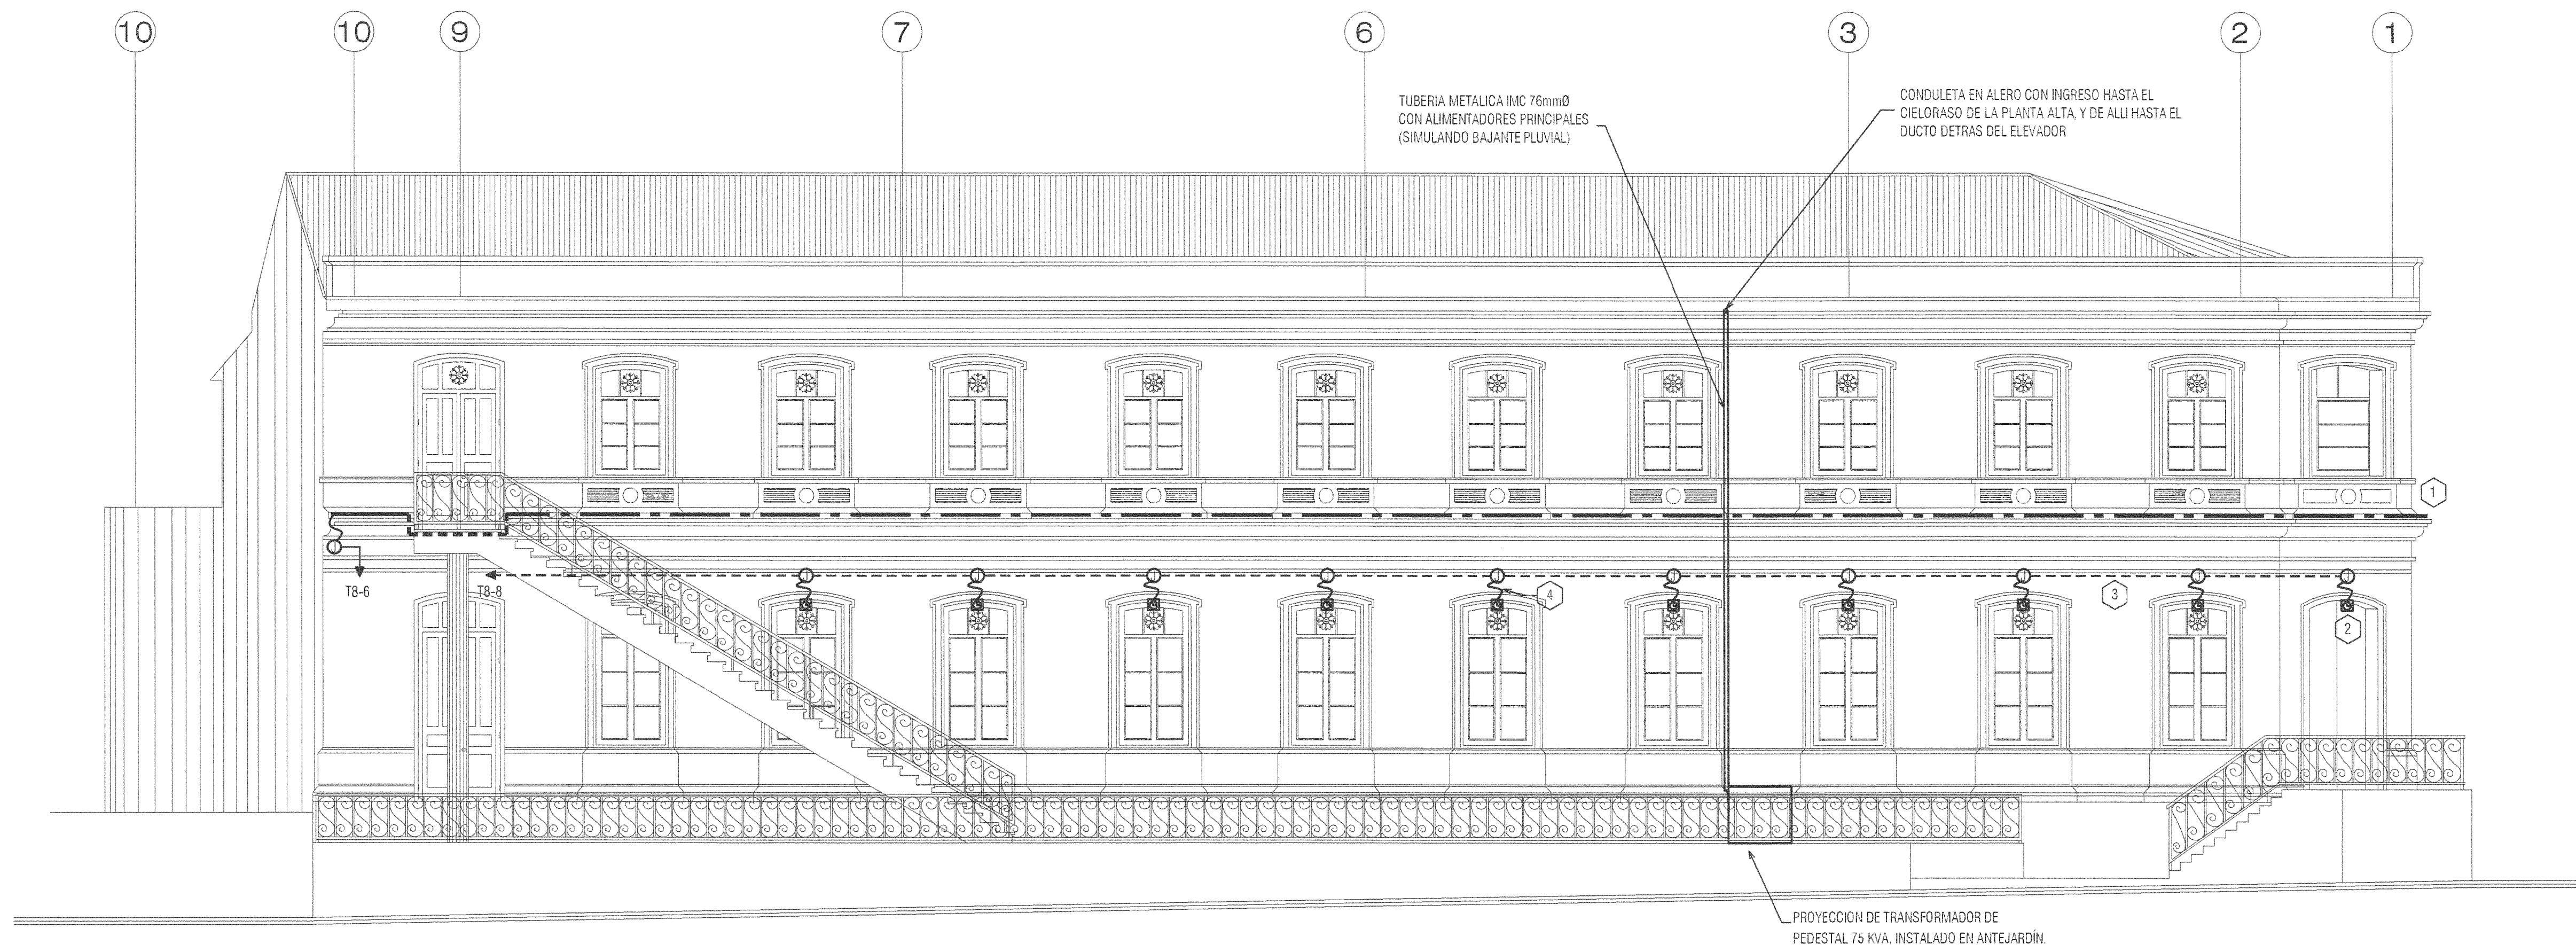 10
10
9
7
6
3
2
1
TUBERIA METALICA IMC 76mmØ
CON ALIMENTADORES PRINCIPALES
(SIMULANDO BAJANTE PLUVIAL)
CONDULETA EN ALERO CON INGRESO HASTA EL
CIELORASO DE LA PLANTA ALTA, Y DE ALLI HASTA EL
DUCTO DETRAS DEL ELEVADOR
1
T8-6
T8-8
4
3
2
PROYECCION DE TRANSFORMADOR DE
PEDESTAL 75 KVA, INSTALADO EN ANTEJARDÍN.